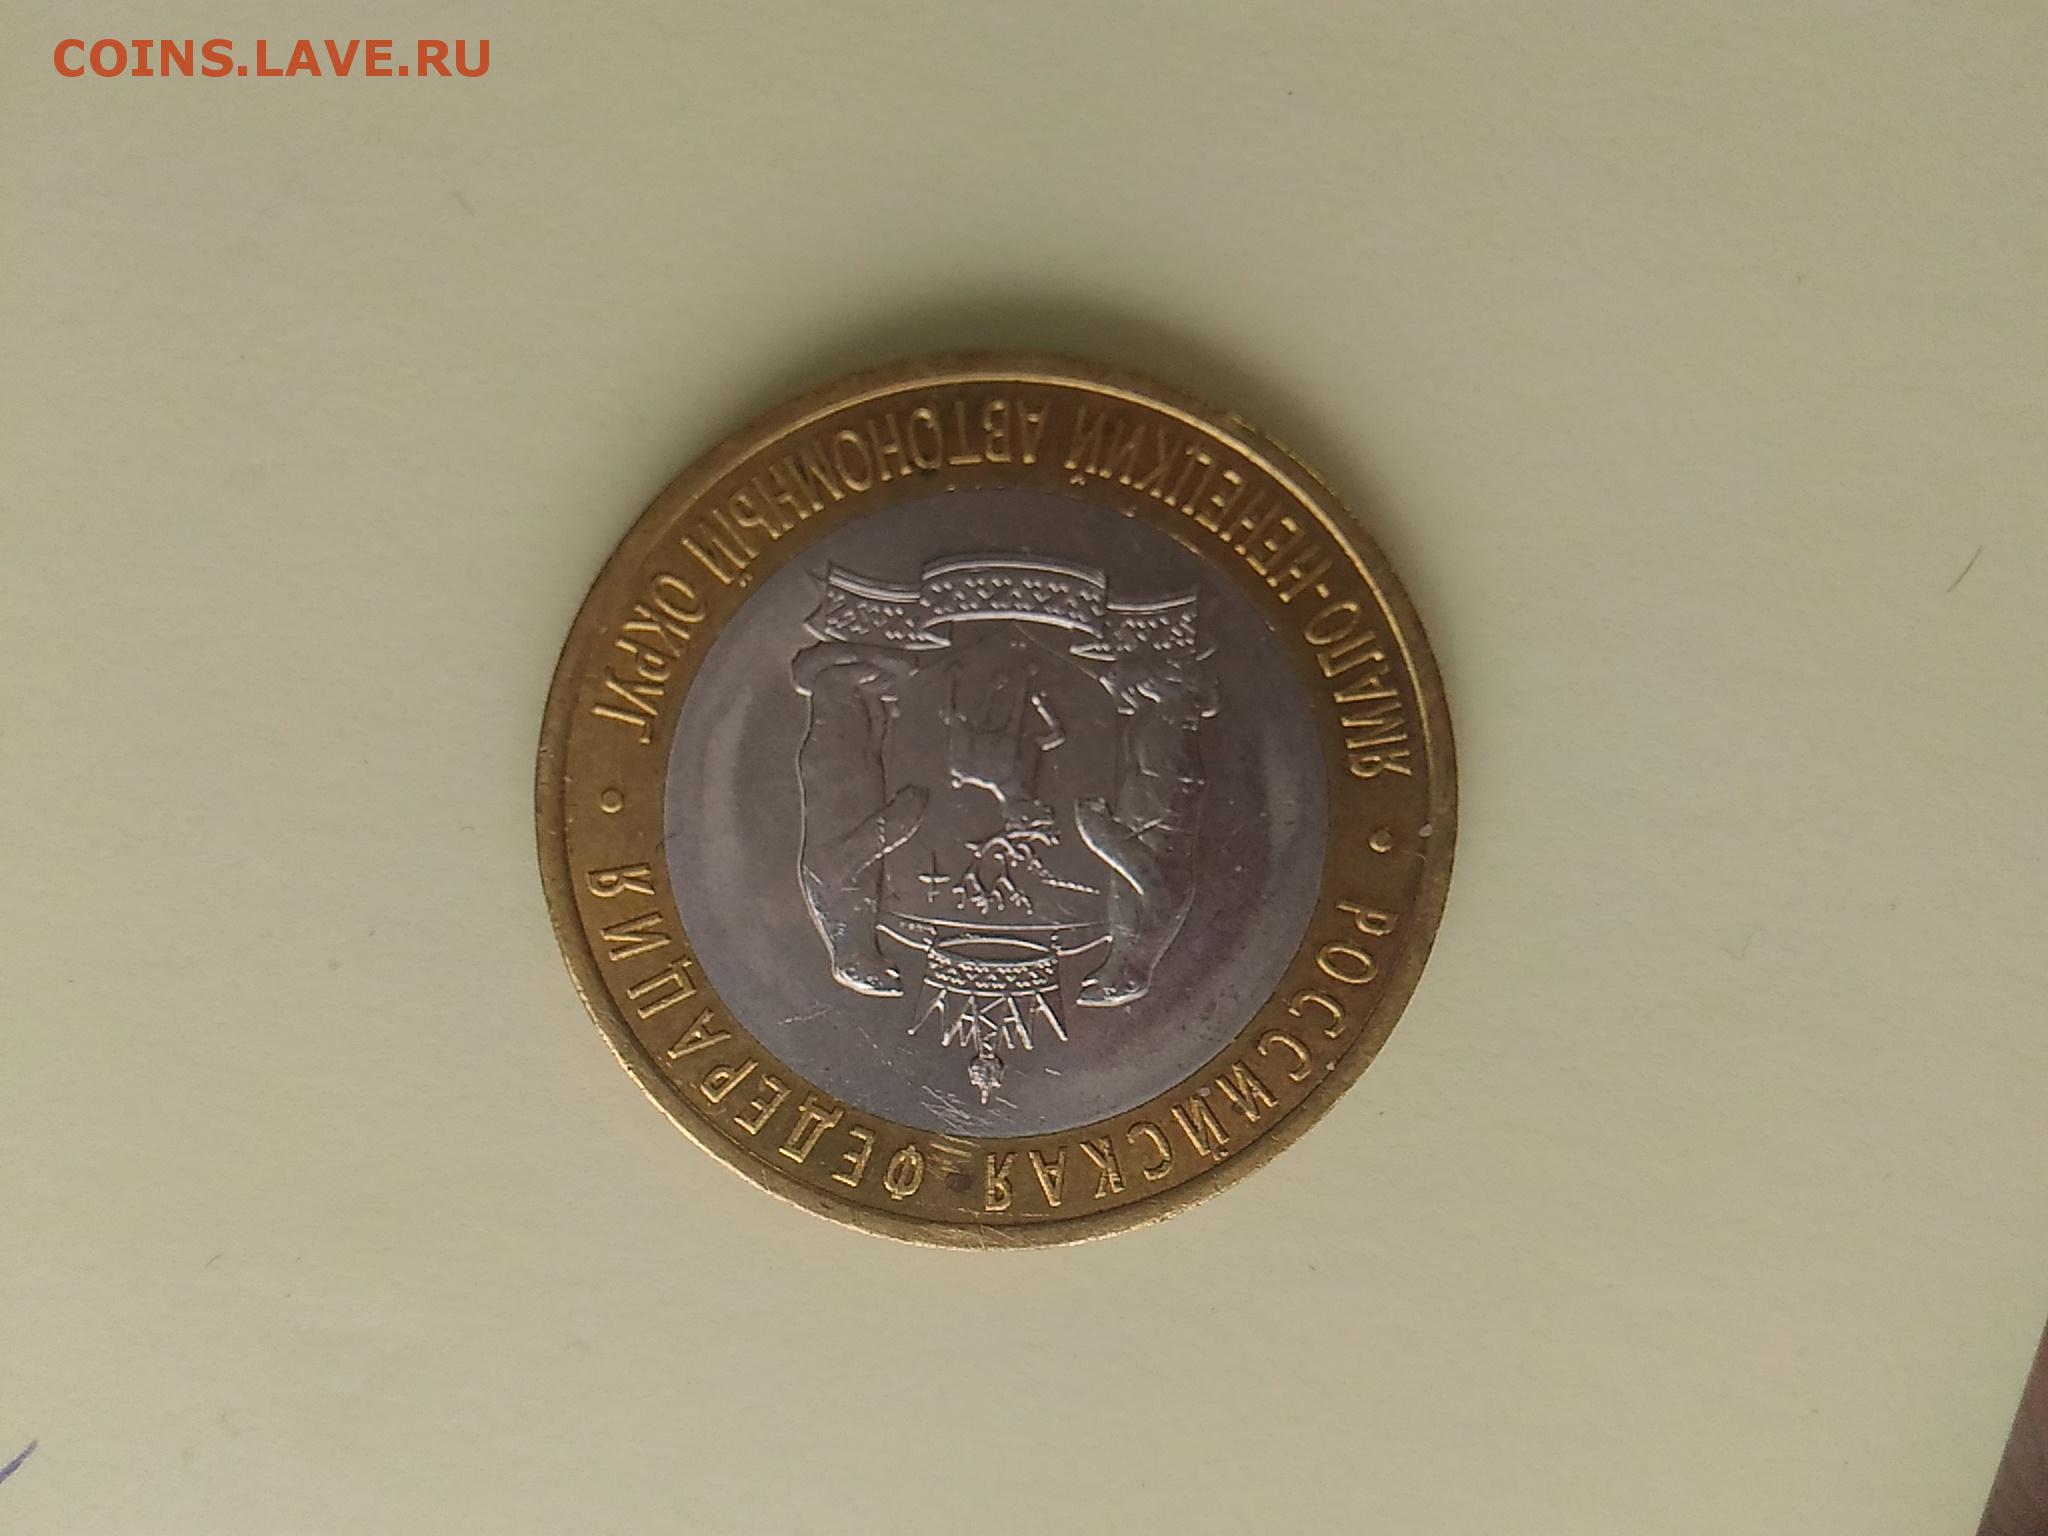 COINS.LAVE.RU
РОССИЙСКАЯ ФЕДЕРАЦИЯ
ЯМАЛО-НЕНЕЦКИЙ АВТОНОМНЫЙ ОКРУГ